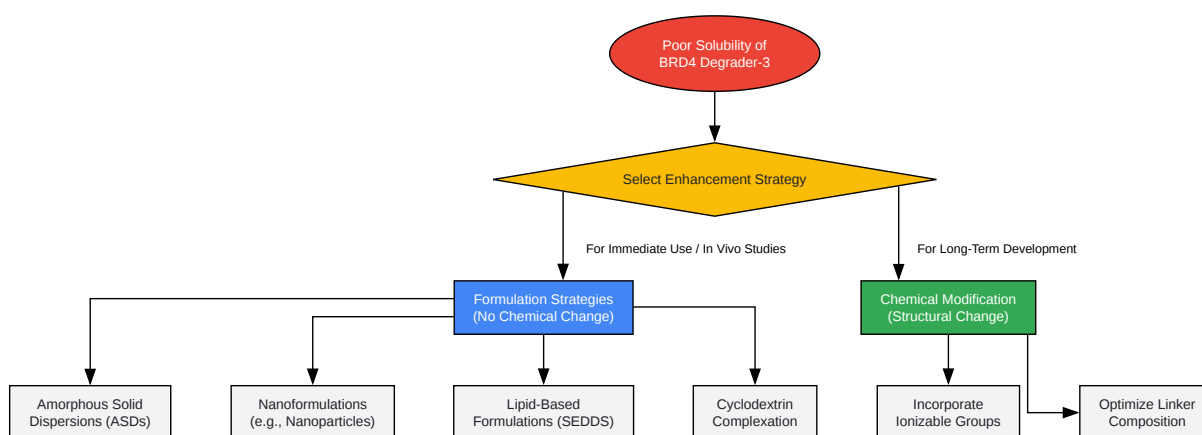 Poor Solubility of
BRD4 Degrader-3
Select Enhancement Strategy
For Immediate Use / In Vivo Studies
For Long-Term Development
Formulation Strategies
(No Chemical Change)
Chemical Modification
(Structural Change)
Amorphous Solid
Dispersions (ASDs)
Nanoformulations
(e.g., Nanoparticles)
Lipid-Based
Formulations (SEDDS)
Cyclodextrin
Complexation
Incorporate
Ionizable Groups
Optimize Linker
Composition